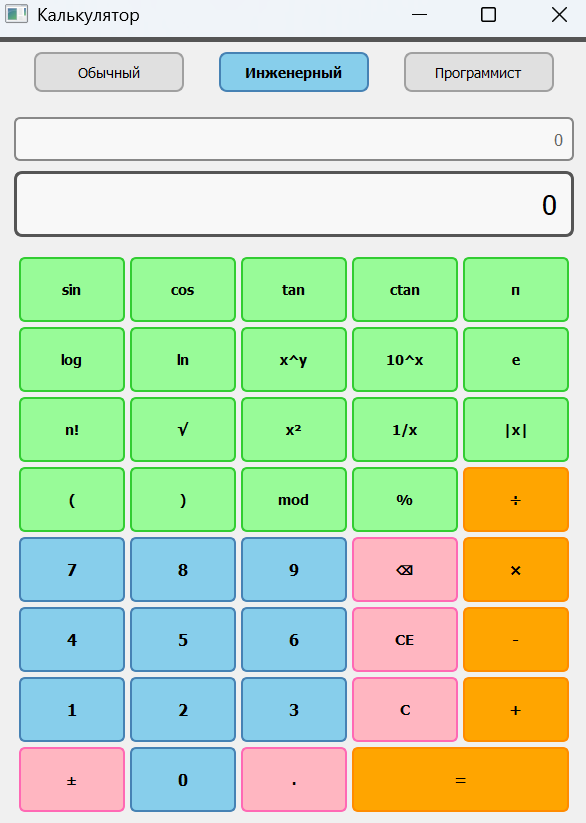 Калькулятор
Обычный Инженерный Программист
0
0
sin cos tan ctan п
log ln x^y 10^x e
n! √ x² 1/x |x|
( ) mod % ÷
7 8 9 ⌫ ×
4 5 6 CE -
1 2 3 C +
± 0 . =